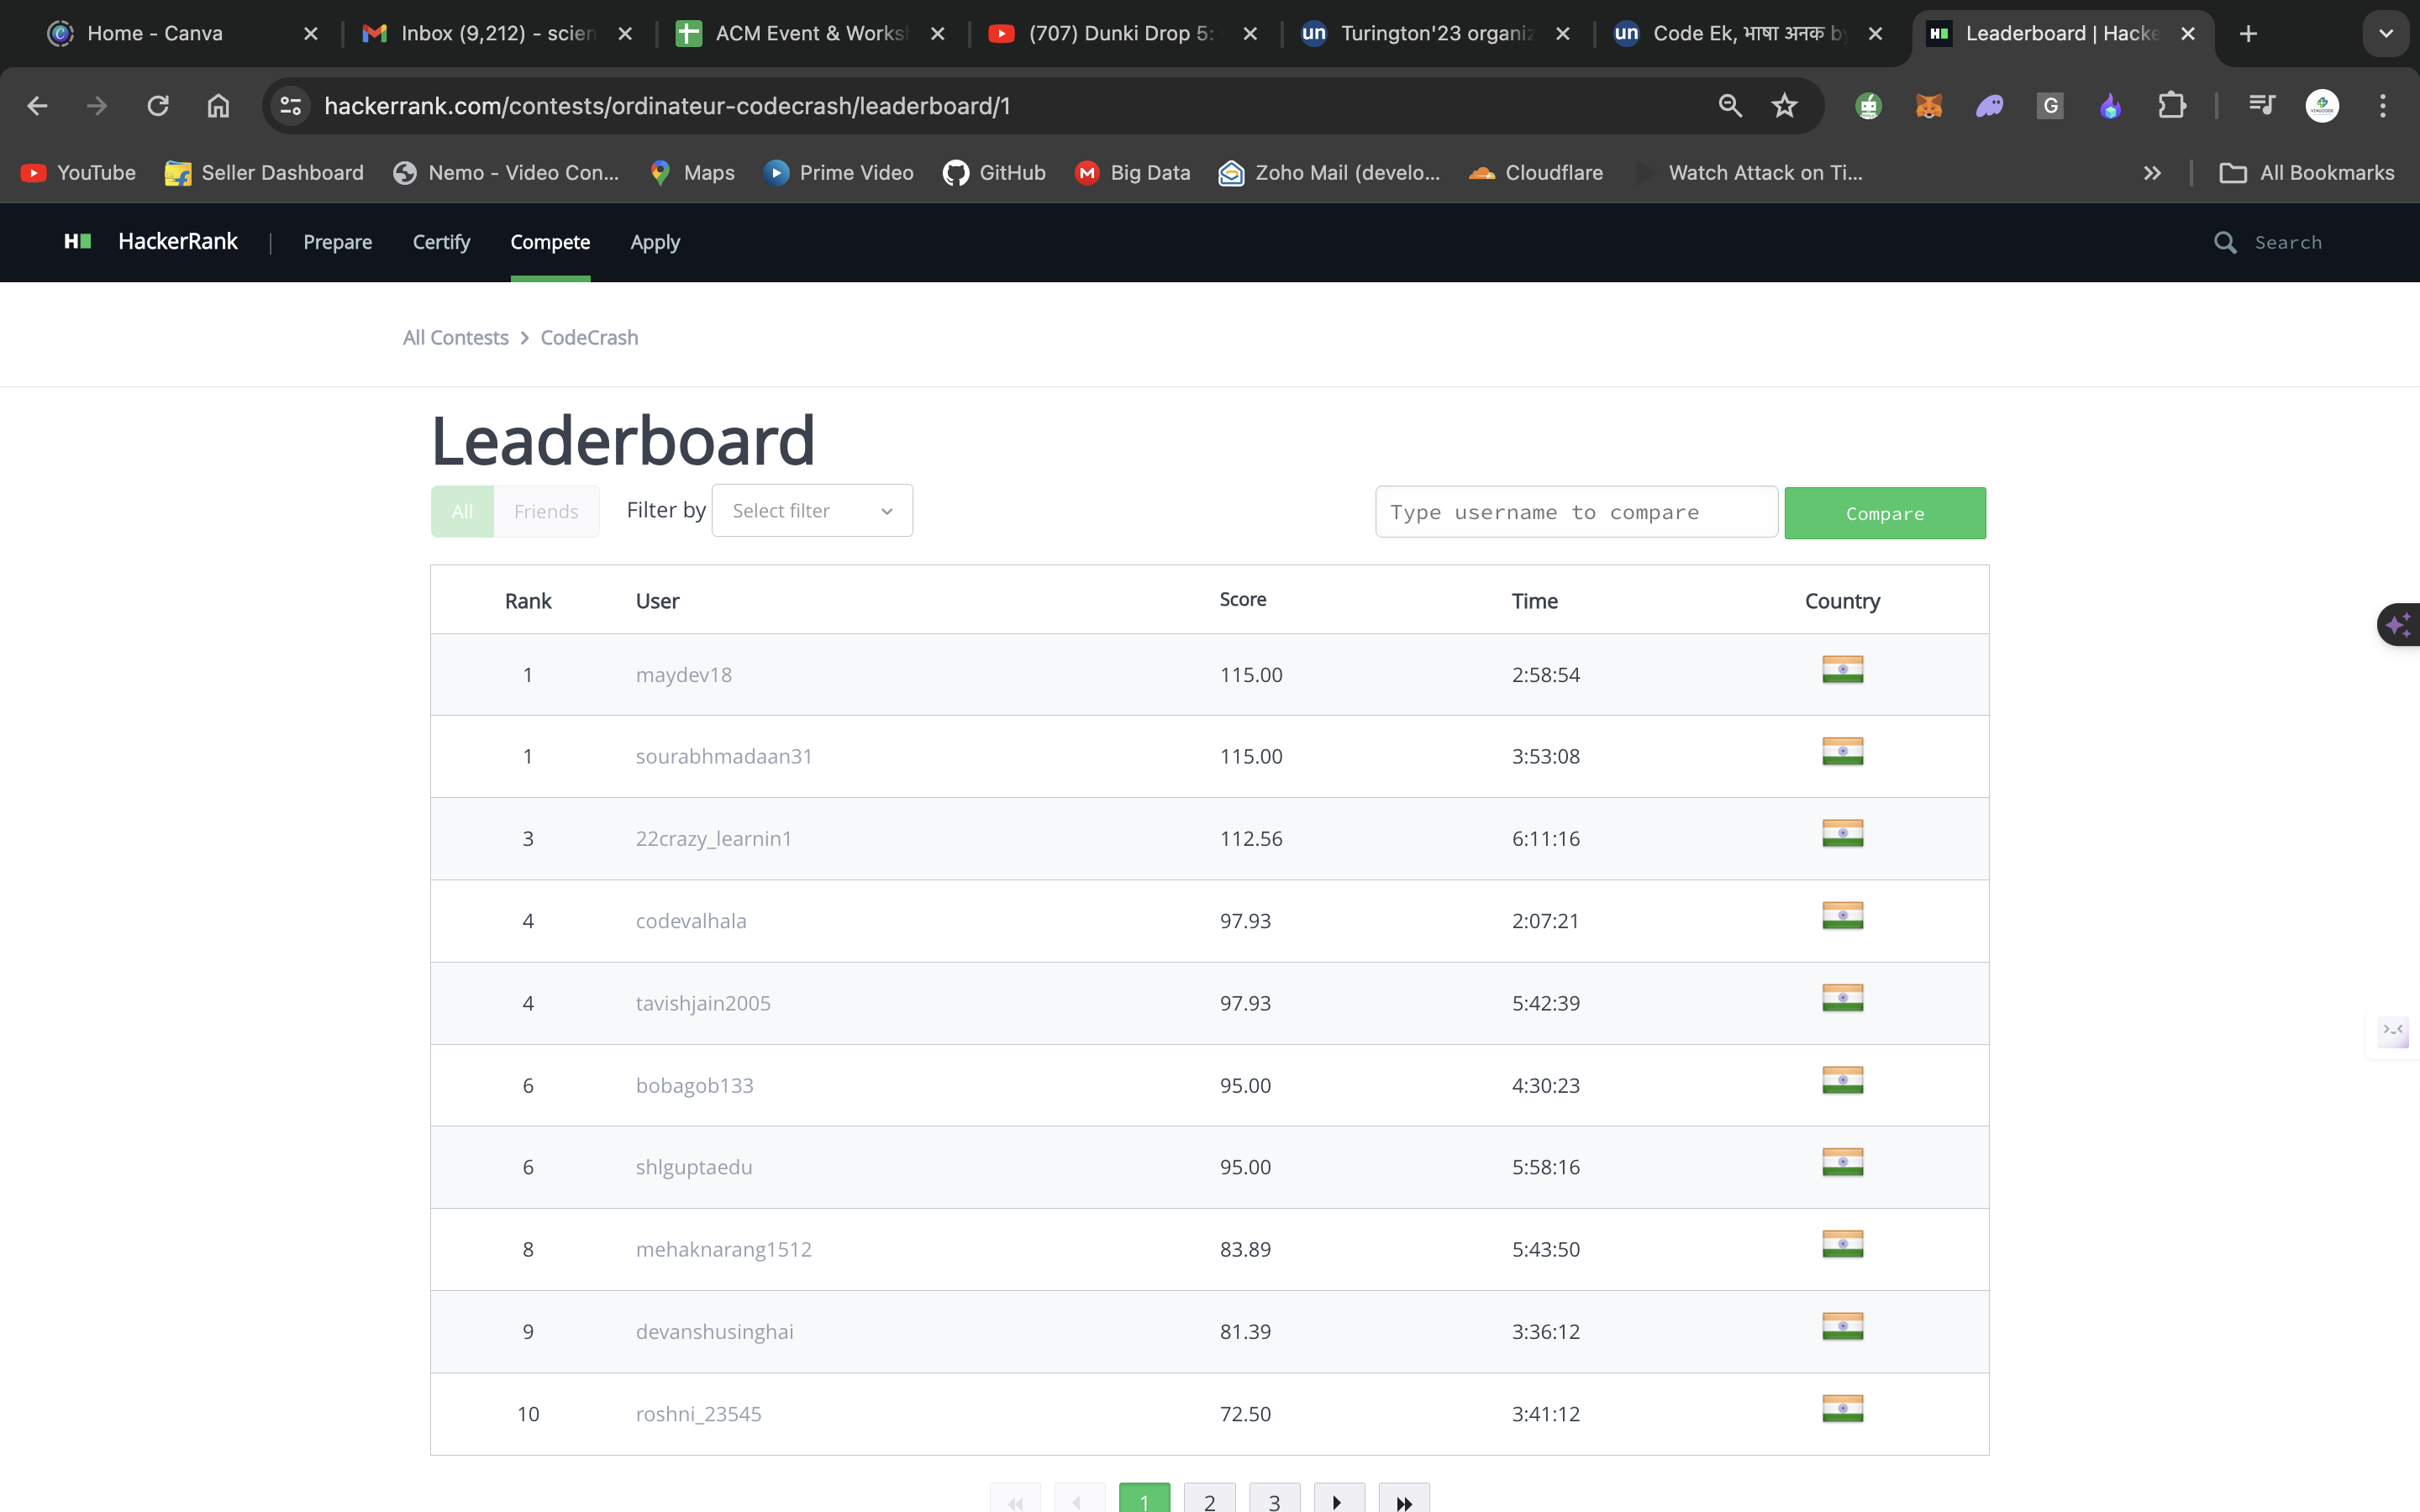 Home - Canva Inbox (9,212) - scien ACM Event & Works (707) Dunki Drop 5: Turington'23 organiz Code Ek, भाषा अनक by Leaderboard | Hacke
hackerrank.com/contests/ordinateur-codecrash/leaderboard/1 G
YouTube Seller Dashboard Nemo - Video Con... Maps Prime Video GitHub Big Data Zoho Mail (develo... Cloudflare Watch Attack on Ti... All Bookmarks
HackerRank | Prepare Certify Compete Apply Search
All Contests > CodeCrash
Leaderboard
All Friends Filter by Select filter Type username to compare Compare
Rank User Score Time Country
1 maydev18 115.00 2:58:54
1 sourabhmadaan31 115.00 3:53:08
3 22crazy_learnin1 112.56 6:11:16
4 codevalhala 97.93 2:07:21
4 tavishjain2005 97.93 5:42:39
6 bobagob133 95.00 4:30:23
6 shlguptaedu 95.00 5:58:16
8 mehaknarang1512 83.89 5:43:50
9 devanshusinghai 81.39 3:36:12
10 roshni_23545 72.50 3:41:12
1 2 3